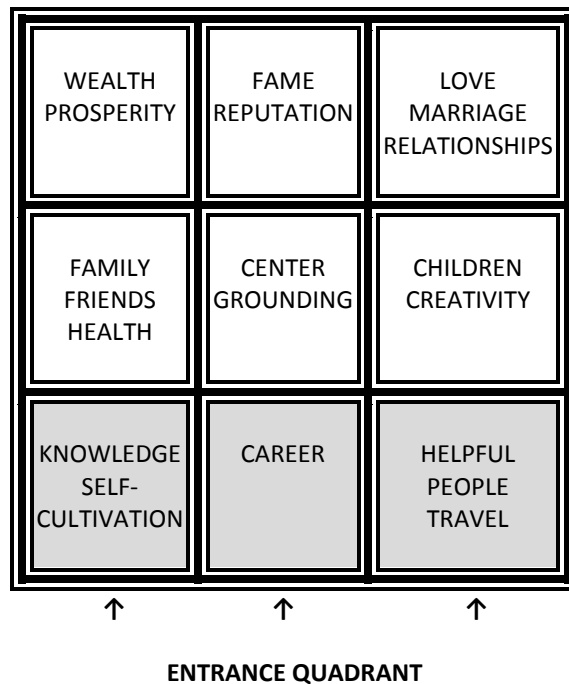 WEALTH
PROSPERITY
FAME
REPUTATION
LOVE
MARRIAGE
RELATIONSHIPS
FAMILY
FRIENDS
HEALTH
CENTER
GROUNDING
CHILDREN
CREATIVITY
KNOWLEDGE
SELF-
CULTIVATION
CAREER
HELPFUL
PEOPLE
TRAVEL
↑ ↑ ↑
ENTRANCE QUADRANT